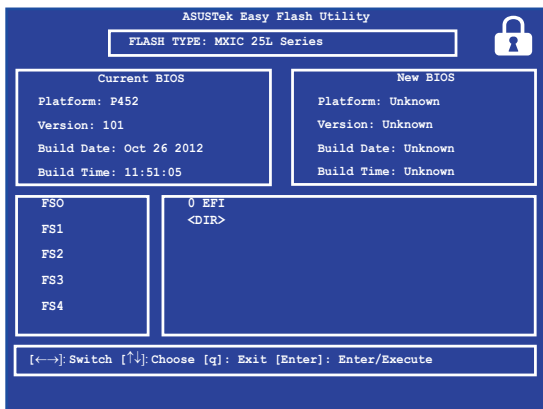 ASUSTek Easy Flash Utility
FLASH TYPE: MXIC 25L Series
Current BIOS
Platform: P452
Version: 101
Build Date: Oct 26 2012
Build Time: 11:51:05
New BIOS
Platform: Unknown
Version: Unknown
Build Date: Unknown
Build Time: Unknown
FSO
FS1
FS2
FS3
FS4
0 EFI
<DIR>
[←→]: Switch [↑↓]: Choose [q]: Exit [Enter]: Enter/Execute